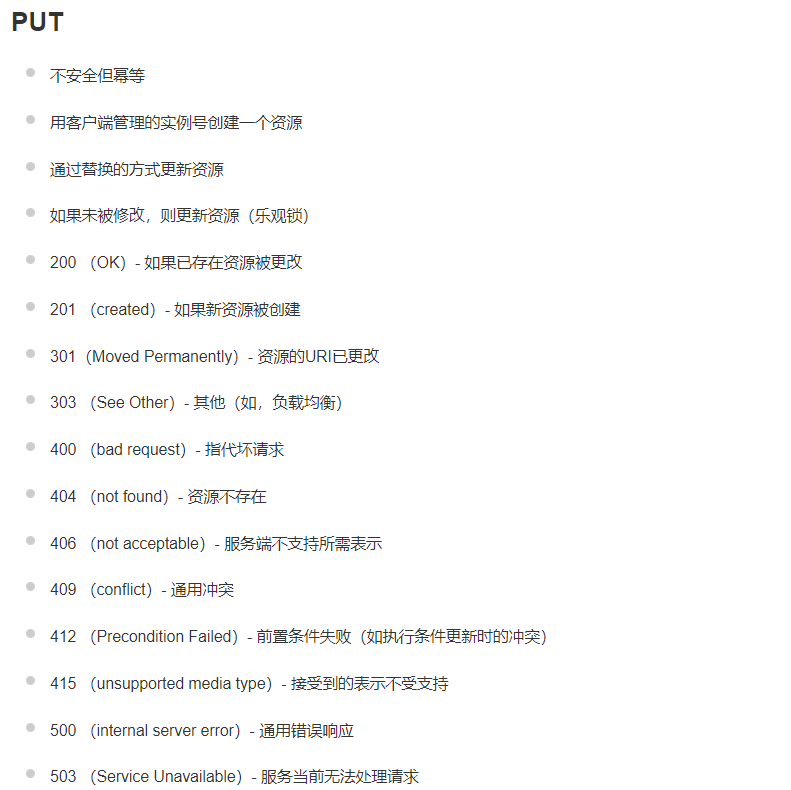 PUT
不安全但幂等
用客户端管理的实例号创建一个资源
通过替换的方式更新资源
如果未被修改，则更新资源（乐观锁）
200 （OK）- 如果已存在资源被更改
201 （created）- 如果新资源被创建
301（Moved Permanently）- 资源的URI已更改
303 （See Other）- 其他（如，负载均衡）
400 （bad request）- 指代坏请求
404 （not found）- 资源不存在
406 （not acceptable）- 服务端不支持所需表示
409 （conflict）- 通用冲突
412 （Precondition Failed）- 前置条件失败（如执行条件更新时的冲突）
415 （unsupported media type）- 接受到的表示不受支持
500 （internal server error）- 通用错误响应
503 （Service Unavailable）- 服务当前无法处理请求